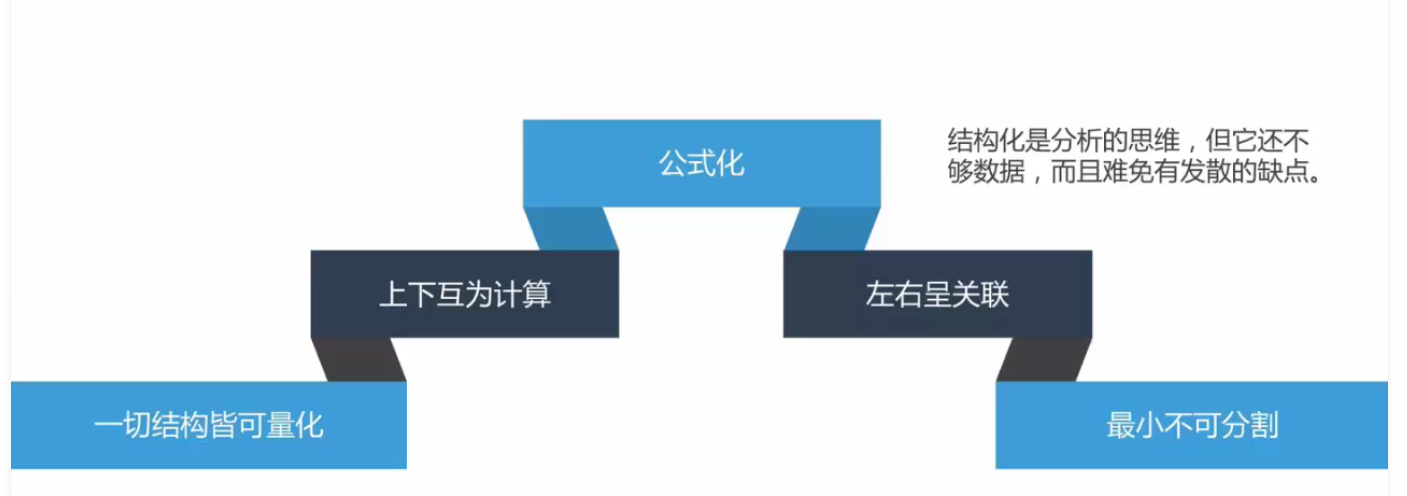 公式化
结构化是分析的思维，但它还不
够数据，而且难免有发散的缺点。
上下互为计算
左右呈关联
一切结构皆可量化
最小不可分割